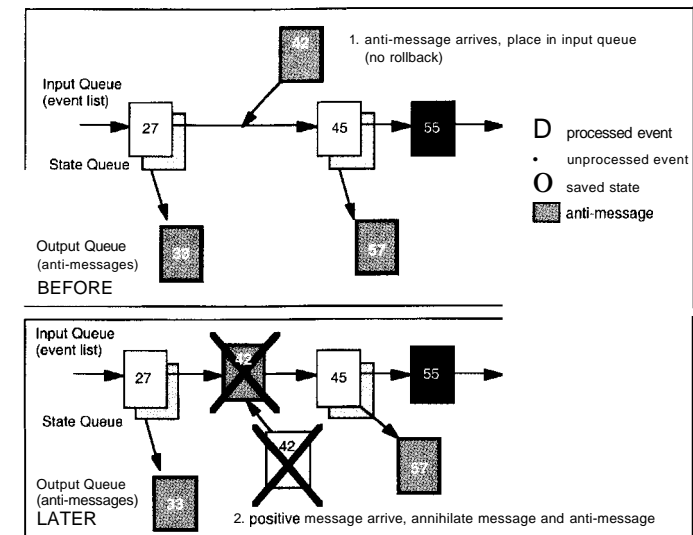 42
1. anti-message arrives, place in input queue
(no rollback)
Input Queue
(event list)
27
45
55
State Queue
D processed event
• unprocessed event
O saved state
anti-message
Output Queue
(anti-messages)
33
57
BEFORE
Input Queue
(event list)
27
42
45
55
State Queue
42
Output Queue
(anti-messages)
33
57
LATER
2. positive message arrive, annihilate message and anti-message